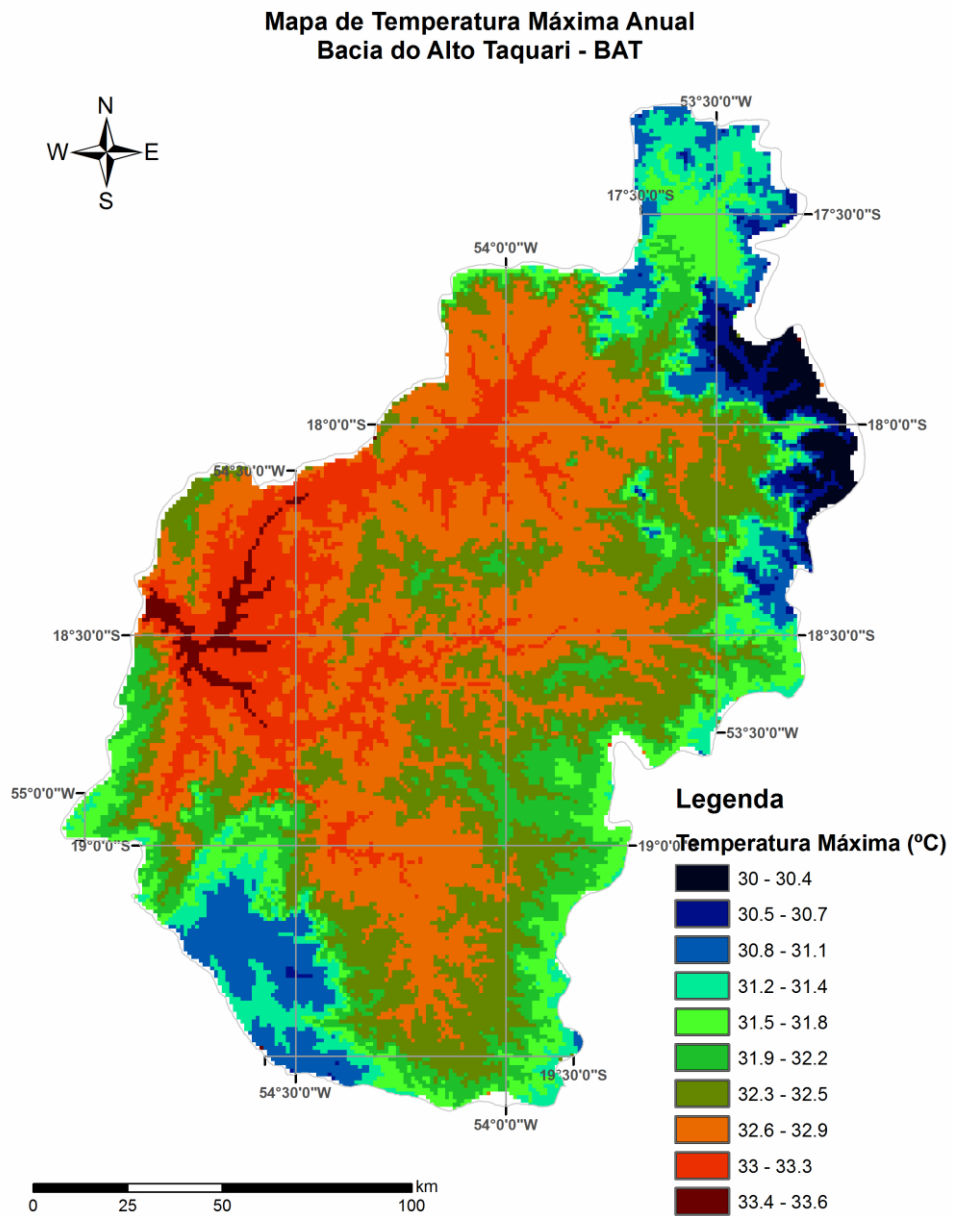 Mapa de Temperatura Máxima Anual
Bacia do Alto Taquari - BAT
N
W E
S
53°30'0"W
17°30'0"S
17°30'0"S
54°0'0"W
18°0'0"S
18°0'0"S
54°30'0"W
18°30'0"S
18°30'0"S
53°30'0"W
55°0'0"W
19°0'0"S
19°0'0"S
19°30'0"S
54°30'0"W
54°0'0"W
Legenda
Temperatura Máxima (ºC)
30 - 30.4
30.5 - 30.7
30.8 - 31.1
31.2 - 31.4
31.5 - 31.8
31.9 - 32.2
32.3 - 32.5
32.6 - 32.9
33 - 33.3
33.4 - 33.6
km
0 25 50 100